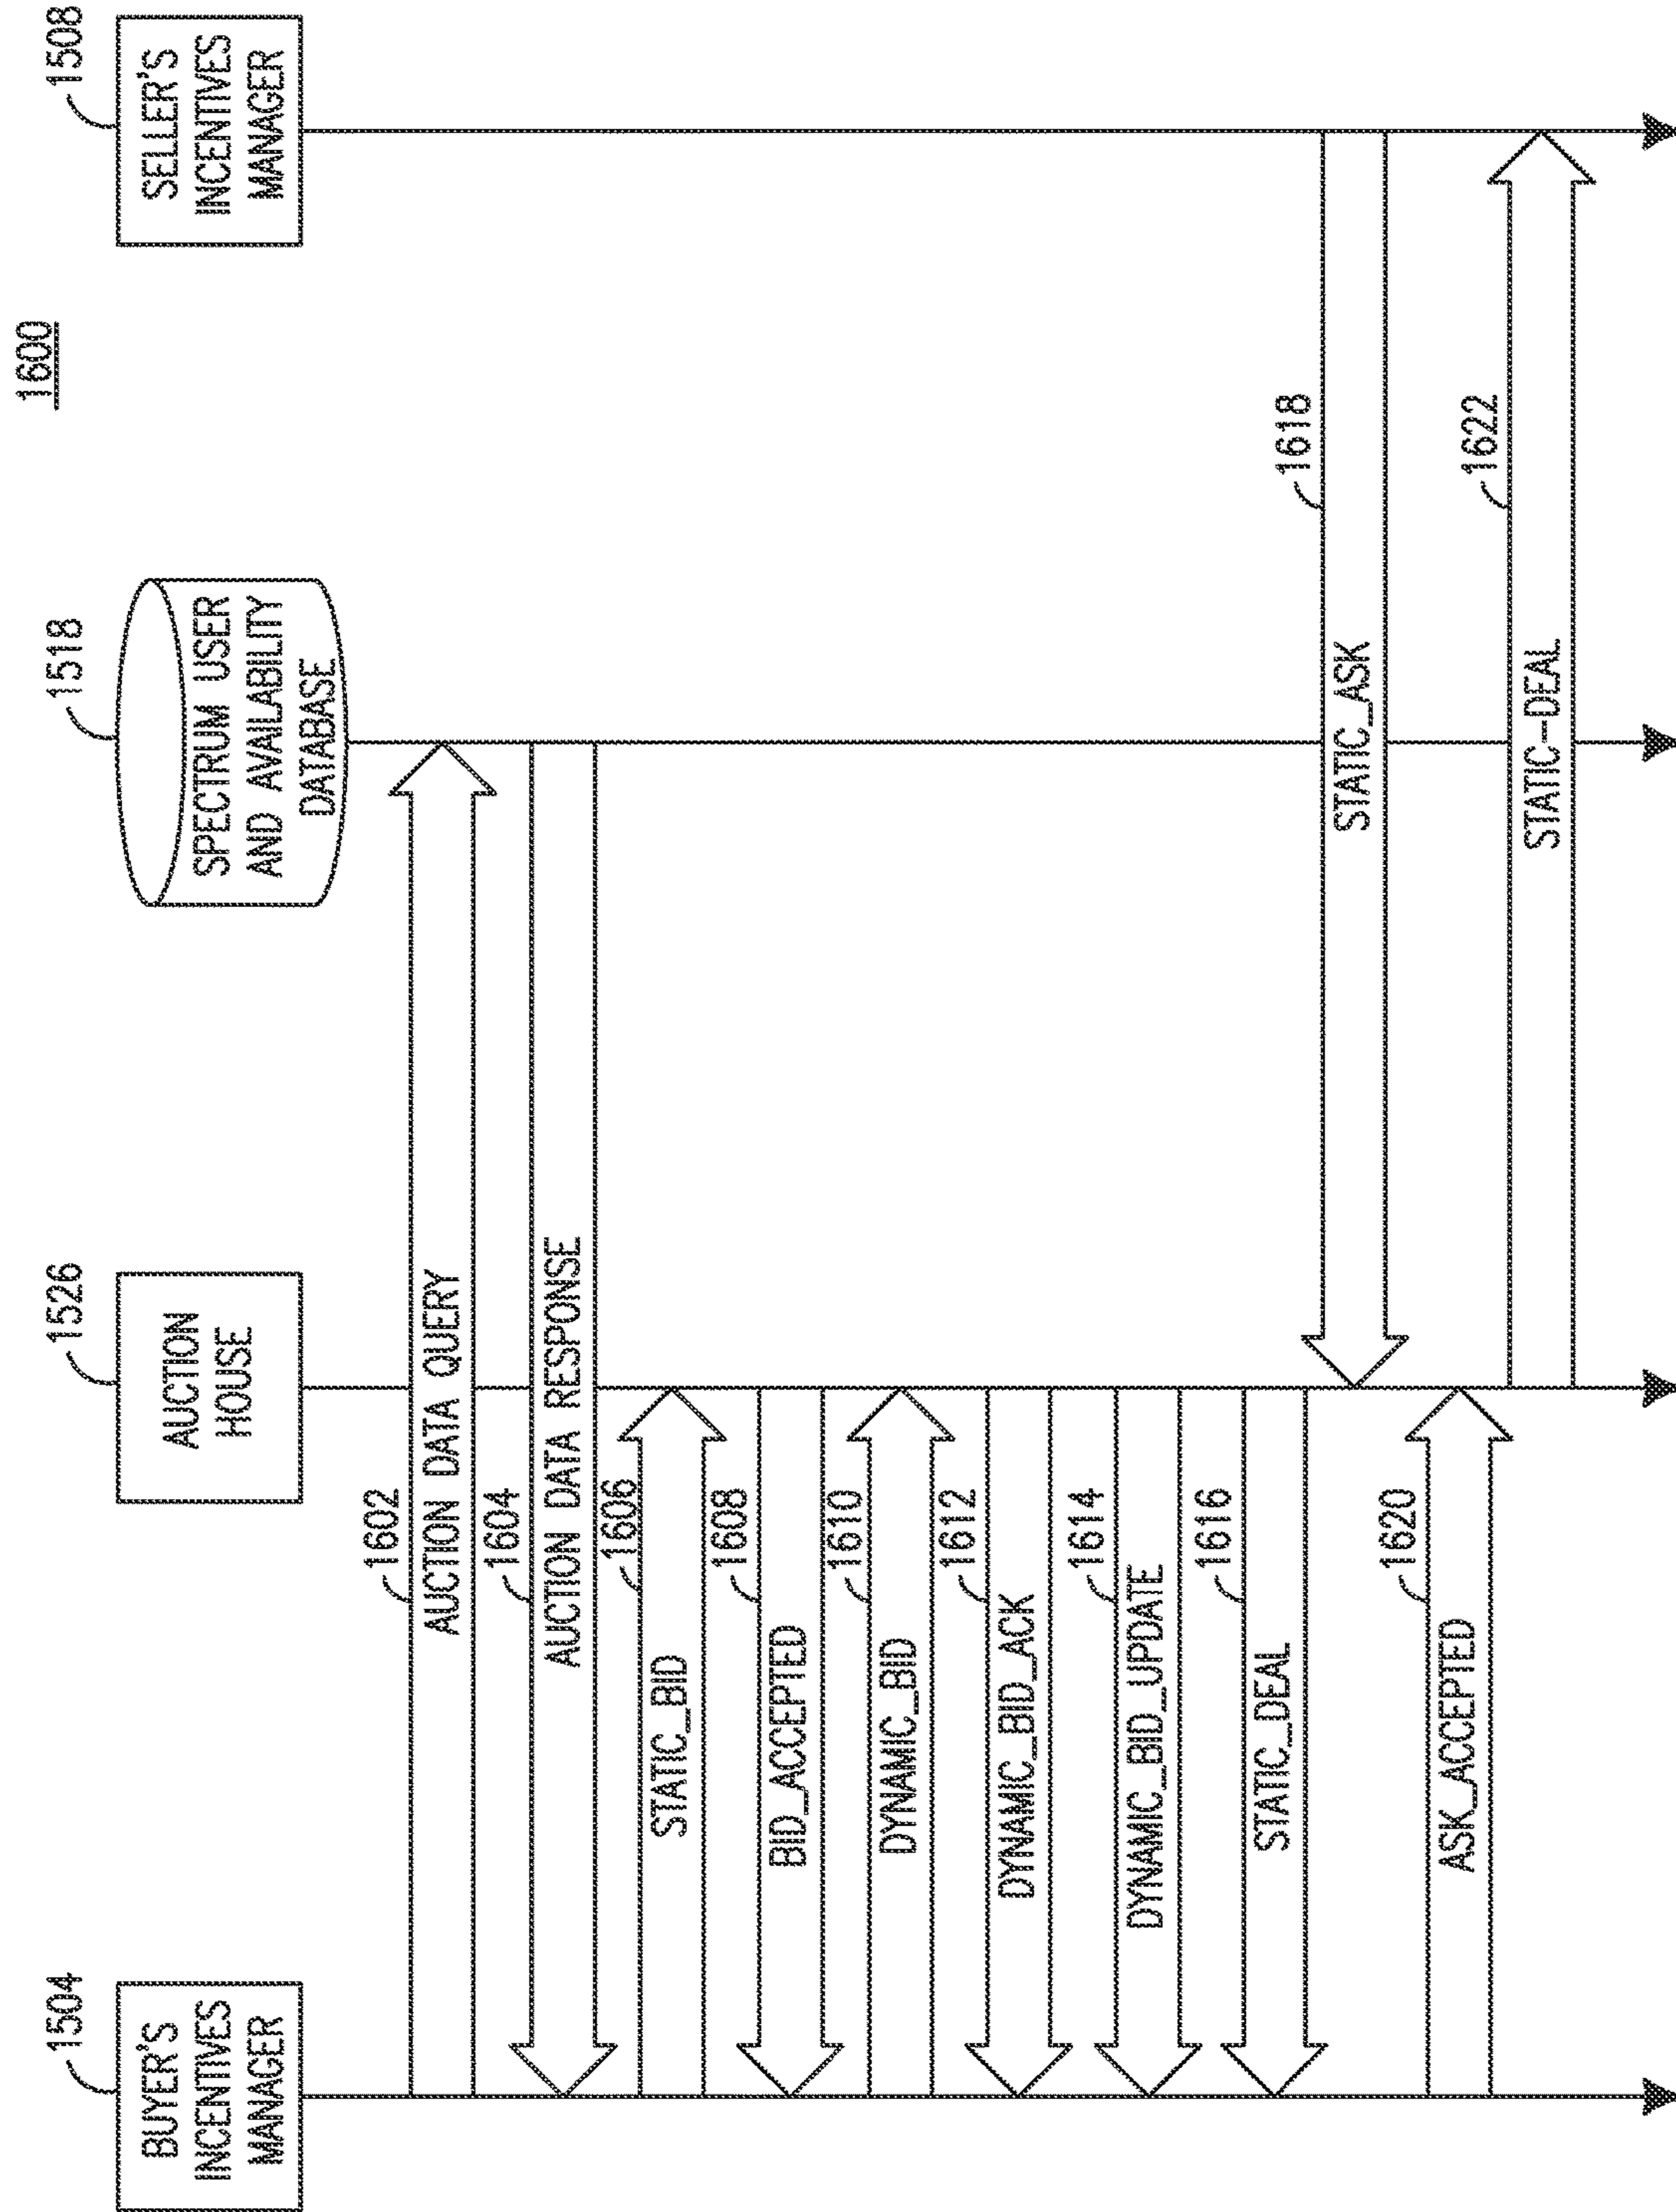 1600
1504
BUYER'S
INCENTIVES
MANAGER
1526
AUCTION
HOUSE
1518
SPECTRUM USER
AND AVAILABILITY
DATABASE
1508
SELLER'S
INCENTIVES
MANAGER
1602
AUCTION DATA QUERY
1604
AUCTION DATA RESPONSE
1606
STATIC_BID
1608
BID_ACCEPTED
1610
DYNAMIC_BID
1612
DYNAMIC_BID_ACK
1614
DYNAMIC_BID_UPDATE
1616
STATIC_DEAL
1618
STATIC_ASK
1620
ASK_ACCEPTED
1622
STATIC-DEAL